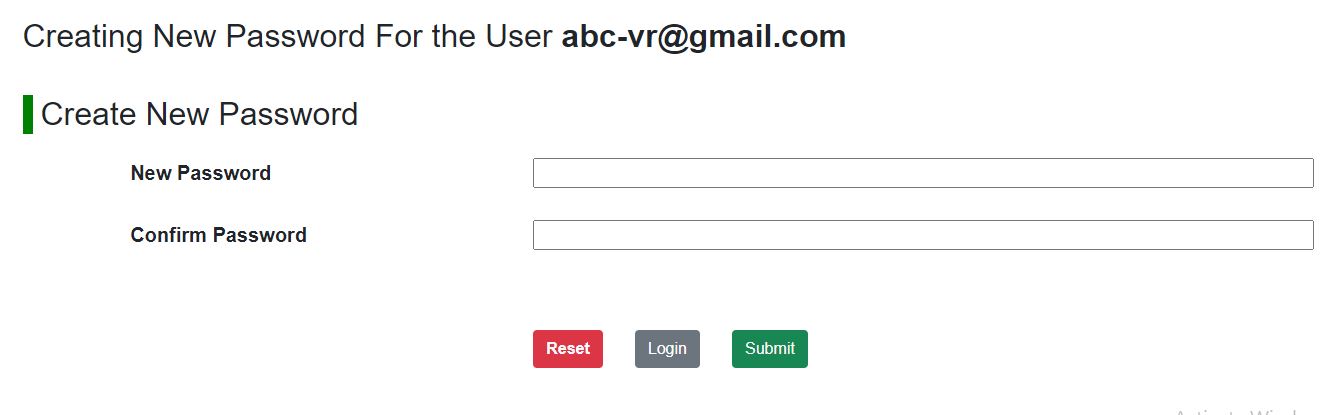 Creating New Password For the User abc-vr@gmail.com
Create New Password
New Password
Confirm Password
Reset Login Submit